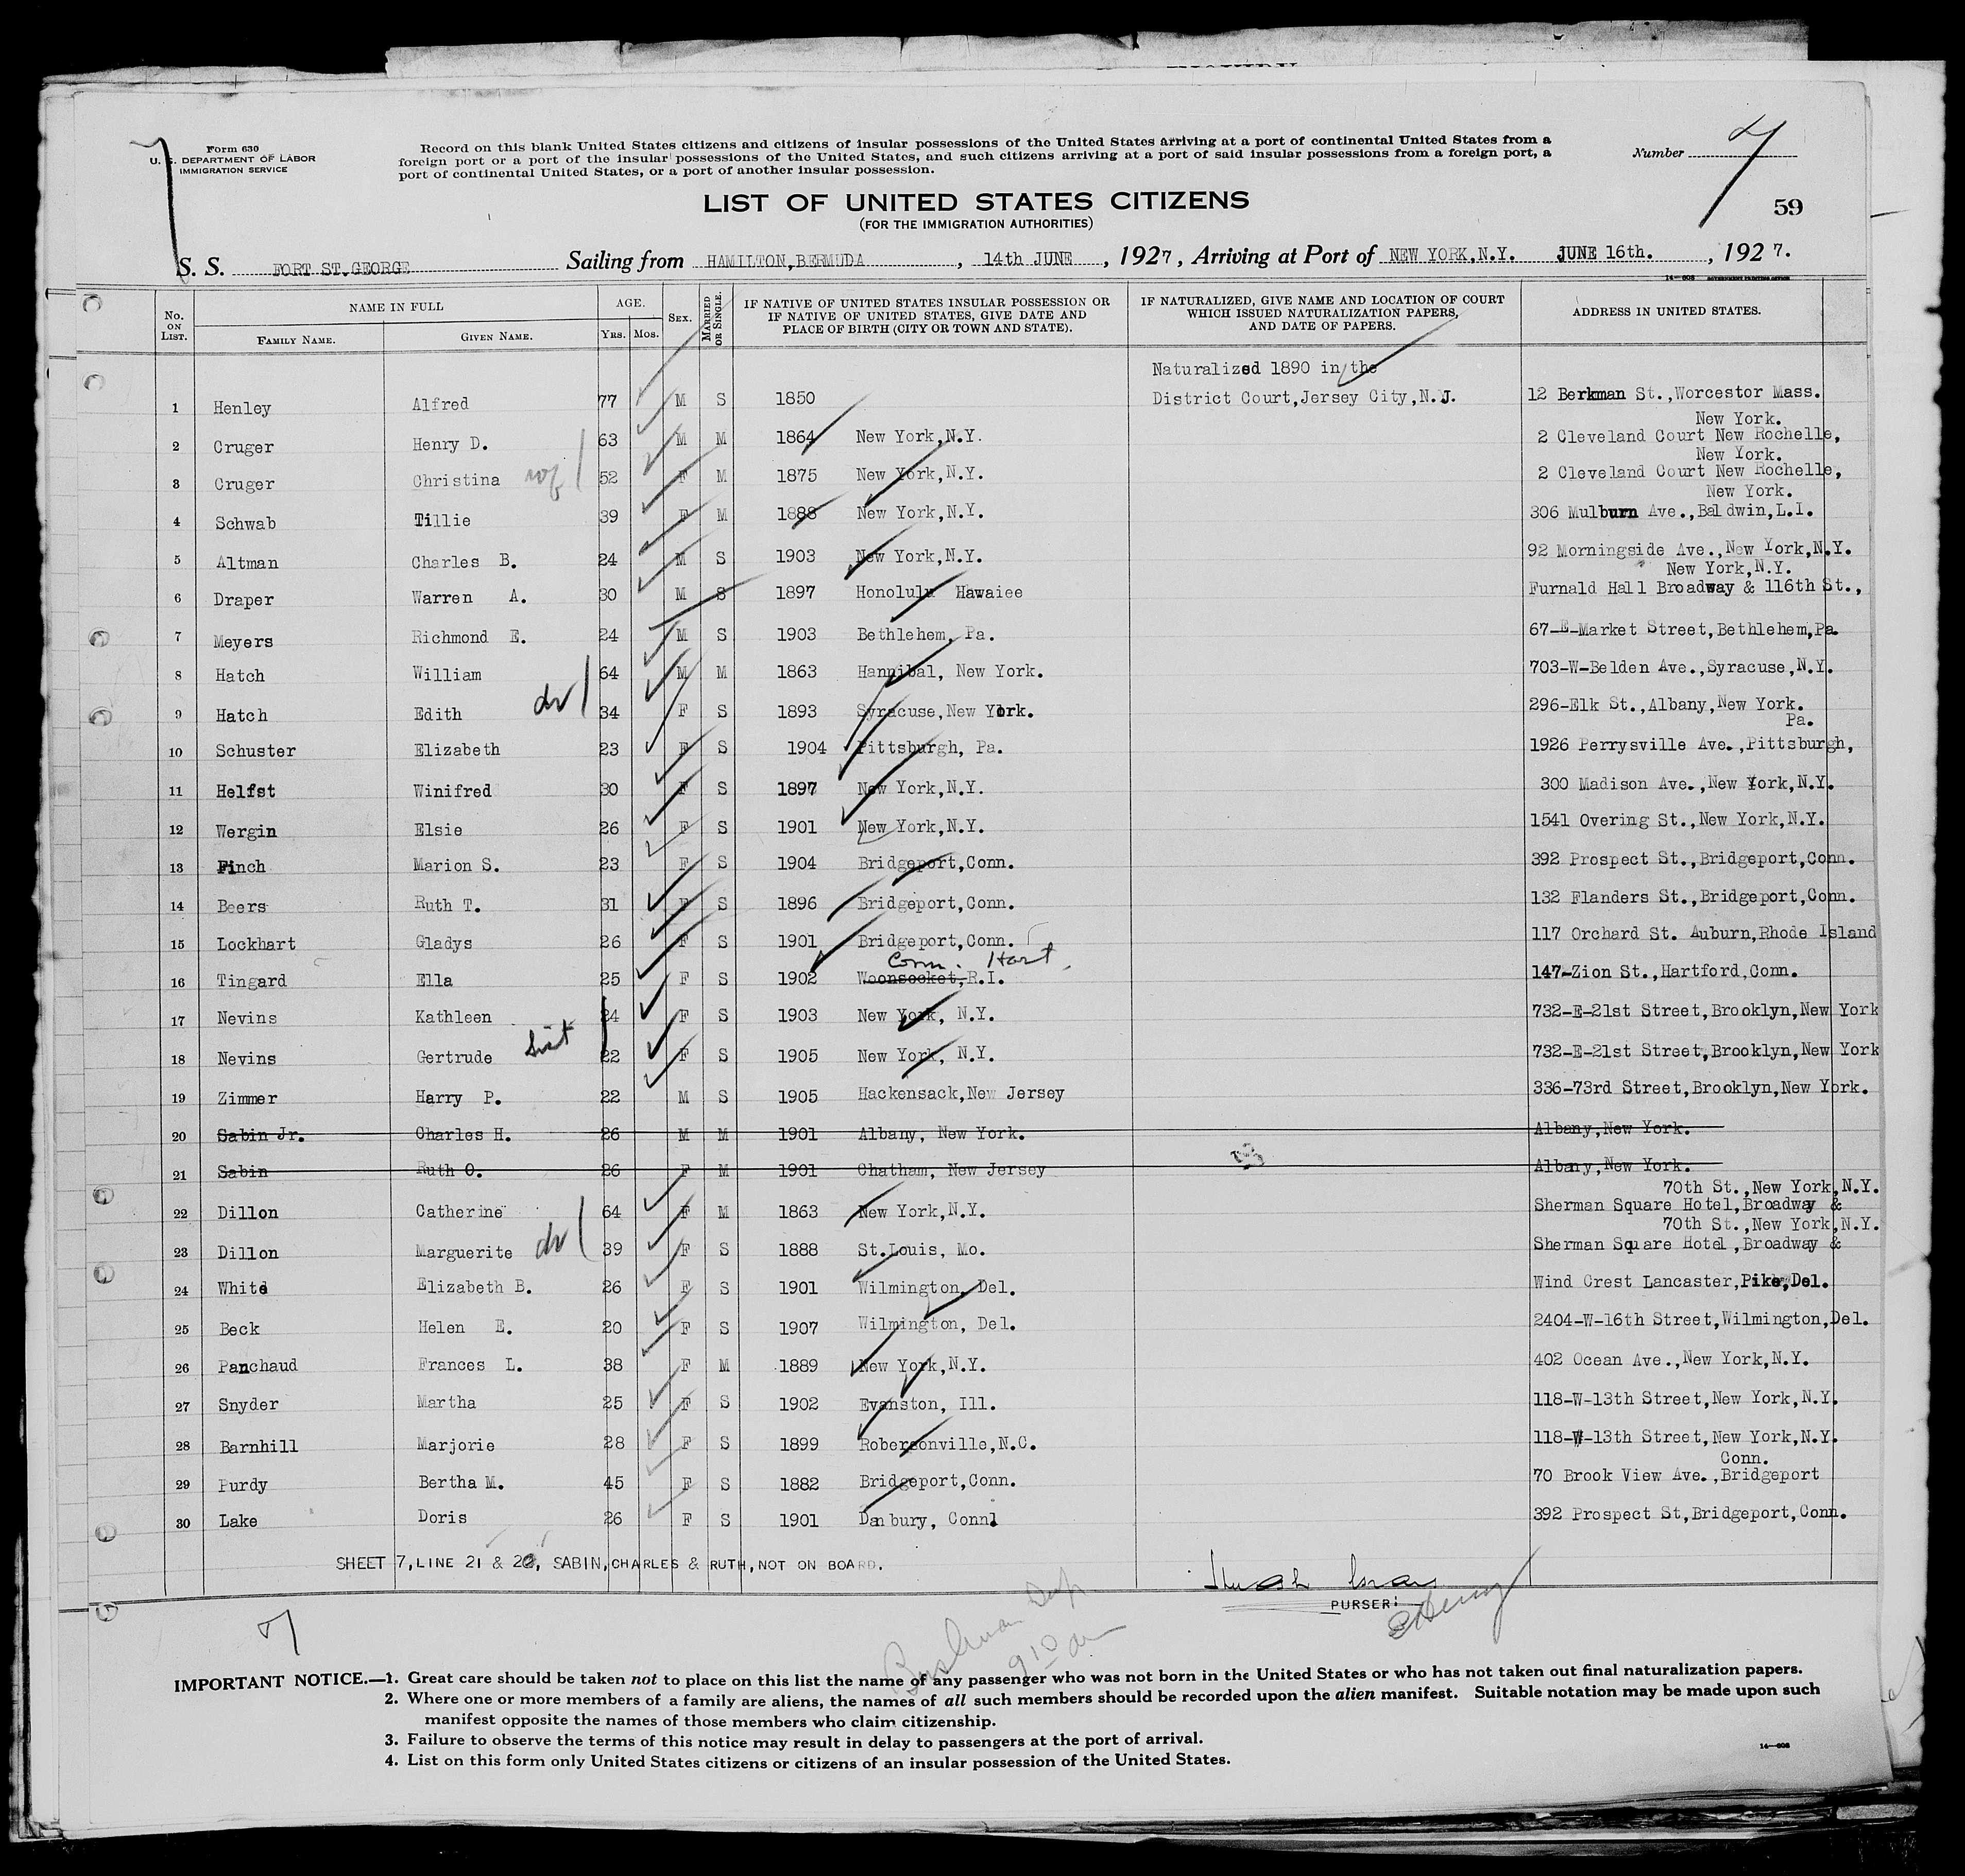 Form 630
U. S. DEPARTMENT OF LABOR
IMMIGRATION SERVICE
Record on this blank United States citizens and citizens of insular possessions of the United States arriving at a port of continental United States from a
foreign port or a port of the insular possessions of the United States, and such citizens arriving at a port of said insular possessions from a foreign port, a
port of continental United States, or a port of another insular possession.
Number 7
59
LIST OF UNITED STATES CITIZENS
(FOR THE IMMIGRATION AUTHORITIES)
S. S. FORT ST.GEORGE Sailing from HAMILTON,BERMUDA, 14th JUNE, 1927, Arriving at Port of NEW YORK,N.Y. JUNE 16th., 1927.
14—608 GOVERNMENT PRINTING OFFICE
No. ON LIST. NAME IN FULL FAMILY NAME. GIVEN NAME. AGE. YRS. MOS. SEX. MARRIED OR SINGLE. IF NATIVE OF UNITED STATES INSULAR POSSESSION OR IF NATIVE OF UNITED STATES, GIVE DATE AND PLACE OF BIRTH (CITY OR TOWN AND STATE). IF NATURALIZED, GIVE NAME AND LOCATION OF COURT WHICH ISSUED NATURALIZATION PAPERS, AND DATE OF PAPERS. ADDRESS IN UNITED STATES.
Naturalized 1890 in the
1 Henley Alfred 77 M S 1850 District Court,Jersey City,N.J. 12 Berkman St.,Worcestor Mass.
New York.
2 Cruger Henry D. 63 M M 1864 New York,N.Y. 2 Cleveland Court New Rochelle,
New York.
3 Cruger Christina wf 52 F M 1875 New York,N.Y. 2 Cleveland Court New Rochelle,
New York.
4 Schwab Tillie 39 F M 1888 New York,N.Y. 306 Mulburn Ave.,Baldwin,L.I.
5 Altman Charles B. 24 M S 1903 New York,N.Y. 92 Morningside Ave.,New York,N.Y.
New York,N.Y.
6 Draper Warren A. 30 M S 1897 Honolulu Hawaiee Furnald Hall Broadway & 116th St.,
7 Meyers Richmond E. 24 M S 1903 Bethlehem, Pa. 67-E-Market Street,Bethlehem,Pa.
8 Hatch William 64 M M 1863 Hannibal, New York. 703-W-Belden Ave.,Syracuse,N.Y.
9 Hatch Edith 34 F S 1893 Syracuse,New York. 296-Elk St.,Albany,New York.
Pa.
10 Schuster Elizabeth 23 F S 1904 Pittsburgh, Pa. 1926 Perrysville Ave.,Pittsburgh,
11 Helfst Winifred 30 F S 1897 New York,N.Y. 300 Madison Ave.,New York,N.Y.
12 Wergin Elsie 26 F S 1901 New York,N.Y. 1541 Overing St.,New York,N.Y.
13 Finch Marion S. 23 F S 1904 Bridgeport,Conn. 392 Prospect St.,Bridgeport,Conn.
14 Beers Ruth T. 31 F S 1896 Bridgeport,Conn. 132 Flanders St.,Bridgeport,Conn.
15 Lockhart Gladys 26 F S 1901 Bridgeport,Conn. 117 Orchard St. Auburn,Rhode Island
Conn. Hart.
16 Tingard Ella 25 F S 1902 Woonsocket,R.I. 147-Zion St.,Hartford,Conn.
17 Nevins Kathleen 24 F S 1903 New York, N.Y. 732-E-21st Street,Brooklyn,New York
18 Nevins Gertrude Sist 22 F S 1905 New York, N.Y. 732-E-21st Street,Brooklyn,New York
19 Zimmer Harry P. 22 M S 1905 Hackensack,New Jersey 336-73rd Street,Brooklyn,New York.
20 Sabin Jr. Charles H. 26 M M 1901 Albany, New York. Albany,New York.
21 Sabin Ruth O. 26 F M 1901 Chatham, New Jersey Albany,New York.
70th St.,New York,N.Y.
22 Dillon Catherine 64 F M 1863 New York,N.Y. Sherman Square Hotel,Broadway &
70th St.,New York,N.Y.
23 Dillon Marguerite 39 F S 1888 St.Louis, Mo. Sherman Square Hotel,Broadway &
24 White Elizabeth B. 26 F S 1901 Wilmington, Del. Wind Crest Lancaster,Pike,Del.
25 Beck Helen E. 20 F S 1907 Wilmington, Del. 2404-W-16th Street,Wilmington,Del.
26 Panchaud Frances L. 38 F M 1889 New York,N.Y. 402 Ocean Ave.,New York,N.Y.
27 Snyder Martha 25 F S 1902 Evanston, Ill. 118-W-13th Street,New York,N.Y.
28 Barnhill Marjorie 28 F S 1899 Robersonville,N.C. 118-W-13th Street,New York,N.Y.
Conn.
29 Purdy Bertha M. 45 F S 1882 Bridgeport,Conn. 70 Brook View Ave.,Bridgeport
30 Lake Doris 26 F S 1901 Danbury, Conn. 392 Prospect St,Bridgeport,Conn.
SHEET 7,LINE 21 & 20, SABIN,CHARLES & RUTH,NOT ON BOARD.
PURSER:
7
IMPORTANT NOTICE.—1. Great care should be taken not to place on this list the name of any passenger who was not born in the United States or who has not taken out final naturalization papers.
2. Where one or more members of a family are aliens, the names of all such members should be recorded upon the alien manifest. Suitable notation may be made upon such
manifest opposite the names of those members who claim citizenship.
3. Failure to observe the terms of this notice may result in delay to passengers at the port of arrival.
4. List on this form only United States citizens or citizens of an insular possession of the United States.
14—608